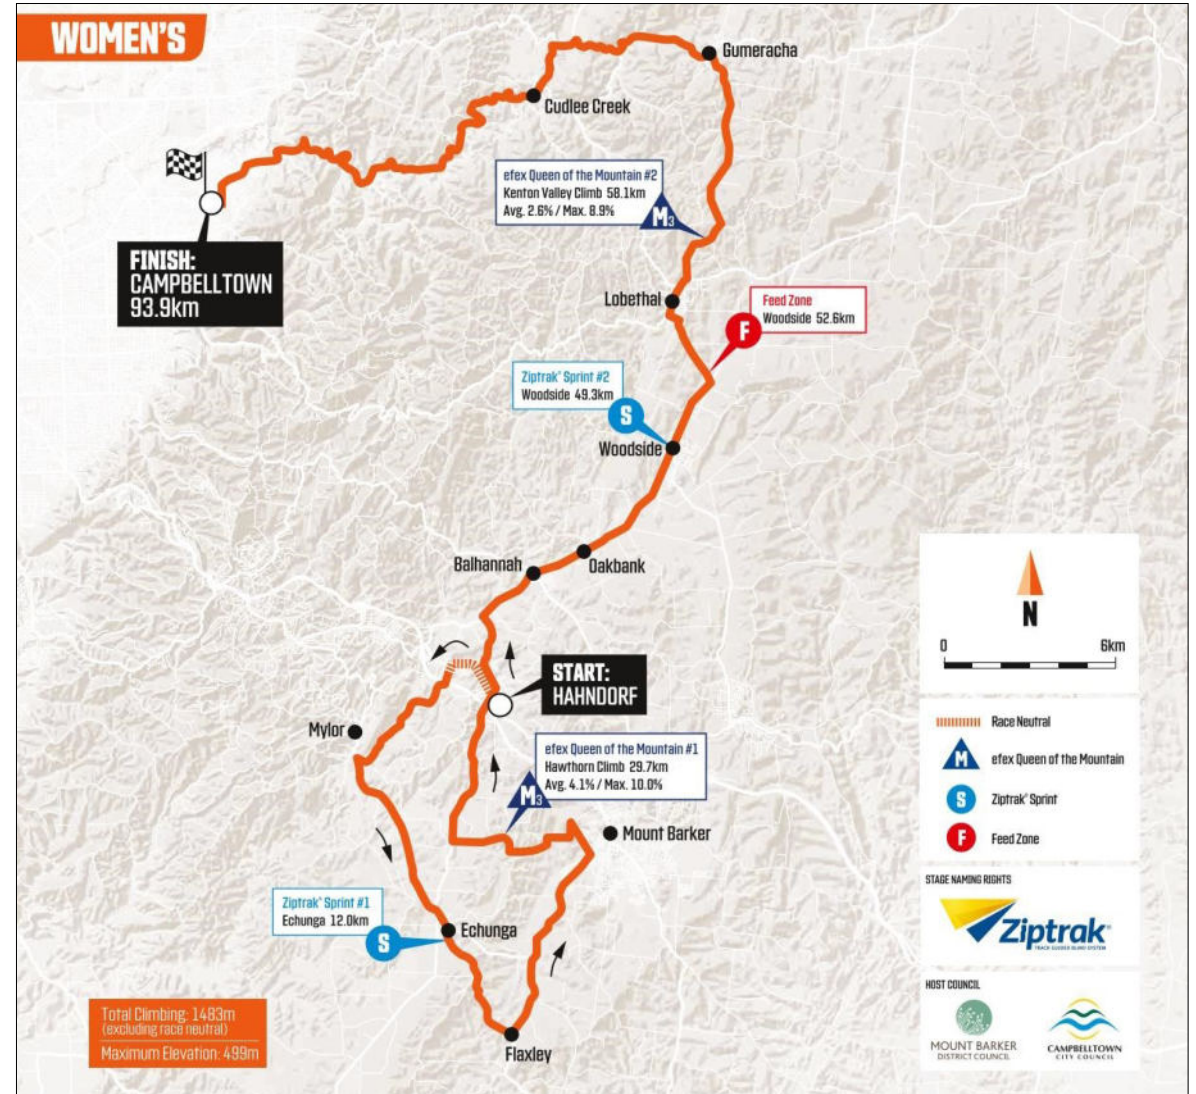 WOMEN'S
Gumeracha
Cudlee Creek
efex Queen of the Mountain #2
Kenton Valley Climb 58.1km
Avg. 2.6% / Max. 8.9%
M3
FINISH:
CAMPBELLTOWN
93.9km
Lobethal
Feed Zone
Woodside 52.6km
F
Ziptrak® Sprint #2
Woodside 49.3km
S
Woodside
Balhannah
Oakbank
N
0 6km
START:
HAHNDORF
Mylor
efex Queen of the Mountain #1
Hawthorn Climb 29.7km
Avg. 4.1% / Max. 10.0%
M3
Mount Barker
Race Neutral
M efex Queen of the Mountain
S Ziptrak® Sprint
F Feed Zone
Ziptrak® Sprint #1
Echunga 12.0km
S
Echunga
Flaxley
STAGE NAMING RIGHTS
Ziptrak®
TRACK GUIDED BLIND SYSTEM
HOST COUNCIL
MOUNT BARKER
DISTRICT COUNCIL
CAMPBELLTOWN
CITY COUNCIL
Total Climbing: 1483m
(excluding race neutral)
Maximum Elevation: 499m